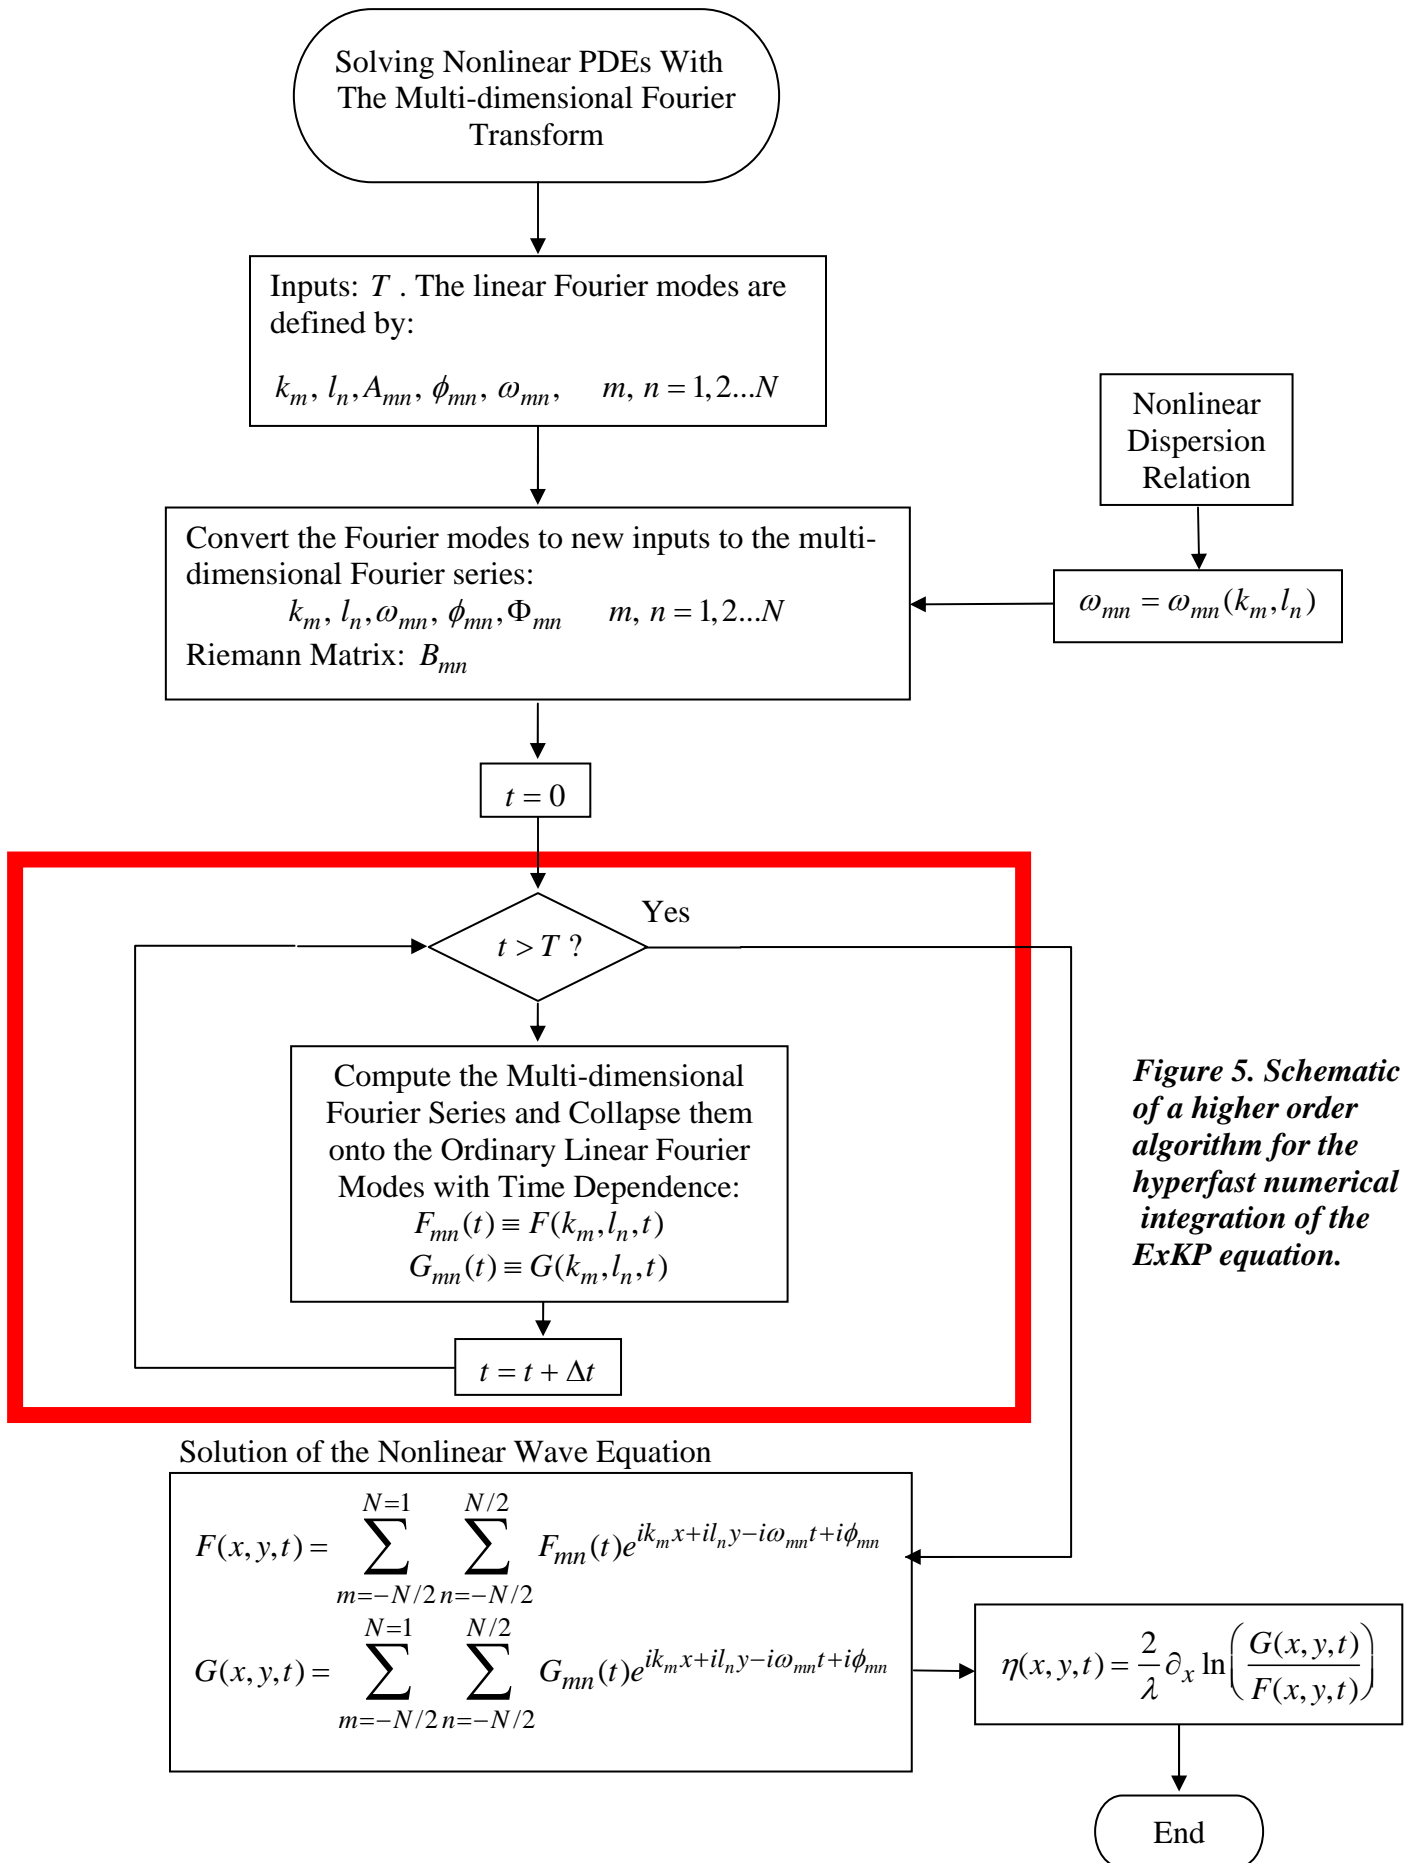 Solving Nonlinear PDEs With
The Multi-dimensional Fourier
Transform
Inputs: T . The linear Fourier modes are
defined by:
k_m, l_n, A_mn, ϕ_mn, ω_mn, m, n = 1,2...N
Nonlinear
Dispersion
Relation
Convert the Fourier modes to new inputs to the multi-
dimensional Fourier series:
k_m, l_n, ω_mn, ϕ_mn, Φ_mn m, n = 1,2...N
Riemann Matrix: B_mn
ω_mn = ω_mn(k_m,l_n)
t = 0
Yes
t > T ?
Compute the Multi-dimensional
Fourier Series and Collapse them
onto the Ordinary Linear Fourier
Modes with Time Dependence:
F_mn(t) ≡ F(k_m,l_n,t)
G_mn(t) ≡ G(k_m,l_n,t)
t = t + Δt
Figure 5. Schematic
of a higher order
algorithm for the
hyperfast numerical
integration of the
ExKP equation.
Solution of the Nonlinear Wave Equation
F(x,y,t) = ∑_{m=−N/2}^{N=1} ∑_{n=−N/2}^{N/2} F_mn(t)e^{ik_m x+il_n y−iω_mn t+iϕ_mn}
G(x,y,t) = ∑_{m=−N/2}^{N=1} ∑_{n=−N/2}^{N/2} G_mn(t)e^{ik_m x+il_n y−iω_mn t+iϕ_mn}
η(x,y,t) = 2/λ ∂_x ln(G(x,y,t)/F(x,y,t))
End